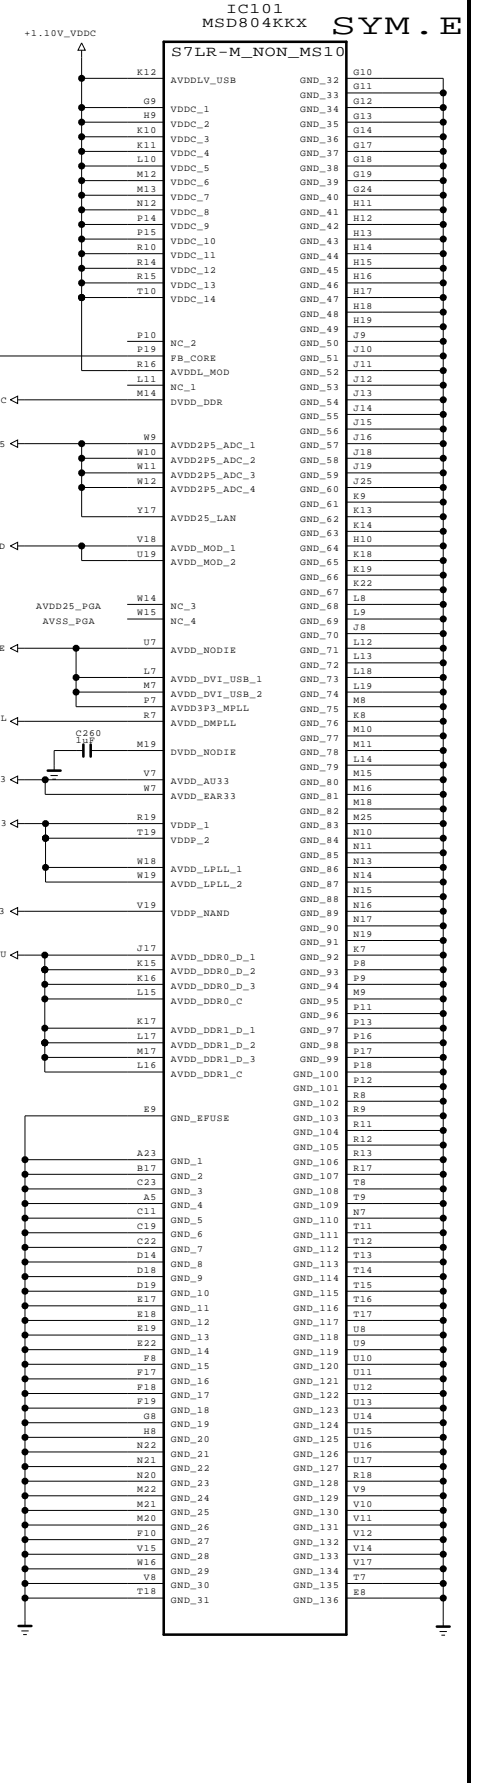 IC101
MSD804KKX
SYM.E
+1.10V_VDDC
S7LR-M_NON_MS10
K12 AVDDLV_USB
G9 VDDC_1
H9 VDDC_2
K10 VDDC_3
K11 VDDC_4
L10 VDDC_5
M12 VDDC_6
M13 VDDC_7
N12 VDDC_8
P14 VDDC_9
P15 VDDC_10
R10 VDDC_11
R14 VDDC_12
R15 VDDC_13
T10 VDDC_14
P10 NC_2
P19 FB_CORE
R16 AVDDL_MOD
L11 NC_1
C M14 DVDD_DDR
5 W9 AVDD2P5_ADC_1
W10 AVDD2P5_ADC_2
W11 AVDD2P5_ADC_3
W12 AVDD2P5_ADC_4
Y17 AVDD25_LAN
D V18 AVDD_MOD_1
U19 AVDD_MOD_2
AVDD25_PGA W14 NC_3
AVSS_PGA W15 NC_4
E U7 AVDD_NODIE
L7 AVDD_DVI_USB_1
M7 AVDD_DVI_USB_2
P7 AVDD3P3_MPLL
L R7 AVDD_DMPLL
C260
1uF
M19 DVDD_NODIE
3 V7 AVDD_AU33
W7 AVDD_EAR33
3 R19 VDDP_1
T19 VDDP_2
W18 AVDD_LPLL_1
W19 AVDD_LPLL_2
3 V19 VDDP_NAND
U J17 AVDD_DDR0_D_1
K15 AVDD_DDR0_D_2
K16 AVDD_DDR0_D_3
L15 AVDD_DDR0_C
K17 AVDD_DDR1_D_1
L17 AVDD_DDR1_D_2
M17 AVDD_DDR1_D_3
L16 AVDD_DDR1_C
E9 GND_EFUSE
A23 GND_1
B17 GND_2
C23 GND_3
A5 GND_4
C11 GND_5
C19 GND_6
C22 GND_7
D14 GND_8
D18 GND_9
D19 GND_10
E17 GND_11
E18 GND_12
E19 GND_13
E22 GND_14
F8 GND_15
F17 GND_16
F18 GND_17
F19 GND_18
G8 GND_19
H8 GND_20
N22 GND_21
N21 GND_22
N20 GND_23
M22 GND_24
M21 GND_25
M20 GND_26
F10 GND_27
V15 GND_28
W16 GND_29
V8 GND_30
T18 GND_31
GND_32 G10
GND_33 G11
GND_34 G12
GND_35 G13
GND_36 G14
GND_37 G17
GND_38 G18
GND_39 G19
GND_40 G24
GND_41 H11
GND_42 H12
GND_43 H13
GND_44 H14
GND_45 H15
GND_46 H16
GND_47 H17
GND_48 H18
GND_49 H19
GND_50 J9
GND_51 J10
GND_52 J11
GND_53 J12
GND_54 J13
GND_55 J14
GND_56 J15
GND_57 J16
GND_58 J18
GND_59 J19
GND_60 J25
GND_61 K9
GND_62 K13
GND_63 K14
GND_64 H10
GND_65 K18
GND_66 K19
GND_67 K22
GND_68 L8
GND_69 L9
GND_70 J8
GND_71 L12
GND_72 L13
GND_73 L18
GND_74 L19
GND_75 M8
GND_76 K8
GND_77 M10
GND_78 M11
GND_79 L14
GND_80 M15
GND_81 M16
GND_82 M18
GND_83 M25
GND_84 N10
GND_85 N11
GND_86 N13
GND_87 N14
GND_88 N15
GND_89 N16
GND_90 N17
GND_91 N19
GND_92 K7
GND_93 P8
GND_94 P9
GND_95 M9
GND_96 P11
GND_97 P13
GND_98 P16
GND_99 P17
GND_100 P18
GND_101 P12
GND_102 R8
GND_103 R9
GND_104 R11
GND_105 R12
GND_106 R13
GND_107 R17
GND_108 T8
GND_109 T9
GND_110 N7
GND_111 T11
GND_112 T12
GND_113 T13
GND_114 T14
GND_115 T15
GND_116 T16
GND_117 T17
GND_118 U8
GND_119 U9
GND_120 U10
GND_121 U11
GND_122 U12
GND_123 U13
GND_124 U14
GND_125 U15
GND_126 U16
GND_127 U17
GND_128 R18
GND_129 V9
GND_130 V10
GND_131 V11
GND_132 V12
GND_133 V14
GND_134 V17
GND_135 T7
GND_136 E8